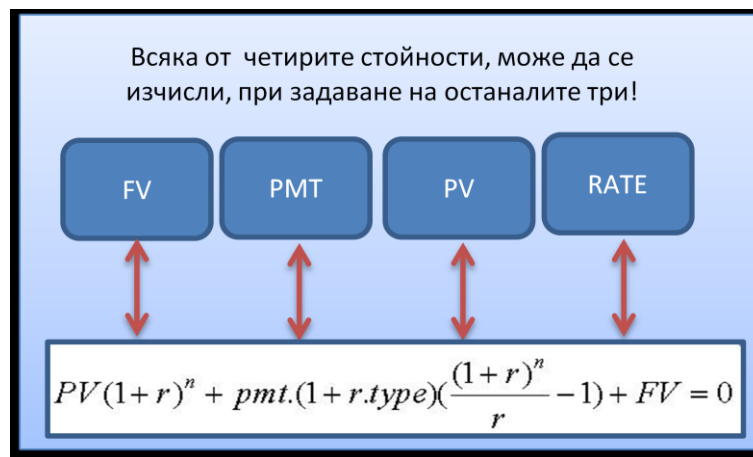 Всяка от четирите стойности, може да се
изчисли, при задаване на останалите три!
FV PMT PV RATE
PV(1+r)^n + pmt.(1+r.type)(\frac{(1+r)^n}{r} -1)+FV=0